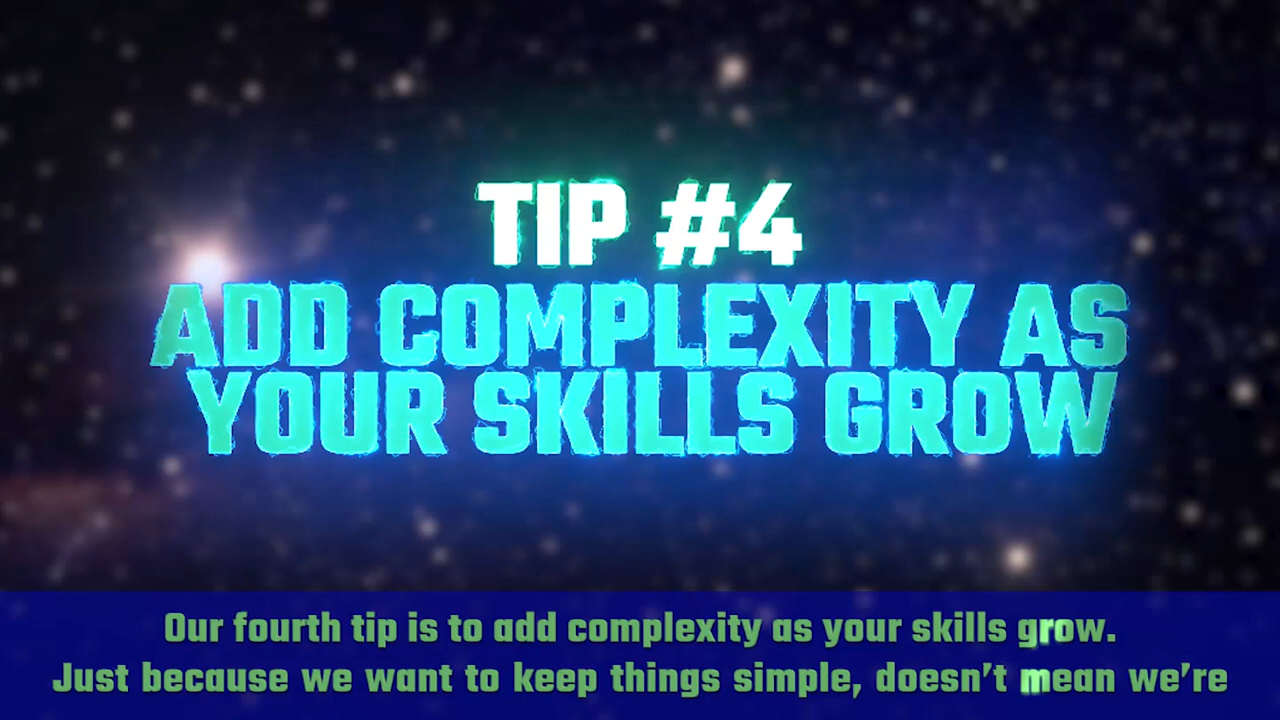 TIP #4
ADD COMPLEXITY AS
YOUR SKILLS GROW
Our fourth tip is to add complexity as your skills grow.
Just because we want to keep things simple, doesn’t mean we’re